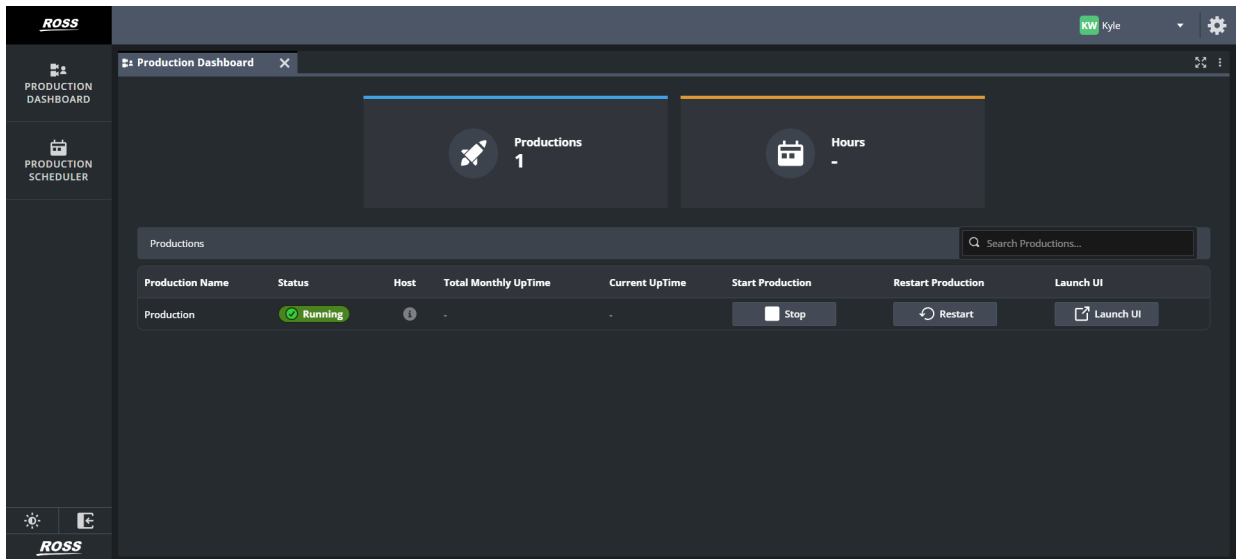 ROSS
KW Kyle
PRODUCTION
DASHBOARD
PRODUCTION
SCHEDULER
Production Dashboard
Productions
1
Hours
-
Productions
Search Productions...
Production Name Status Host Total Monthly UpTime Current UpTime Start Production Restart Production Launch UI
Production Running - - Stop Restart Launch UI
ROSS